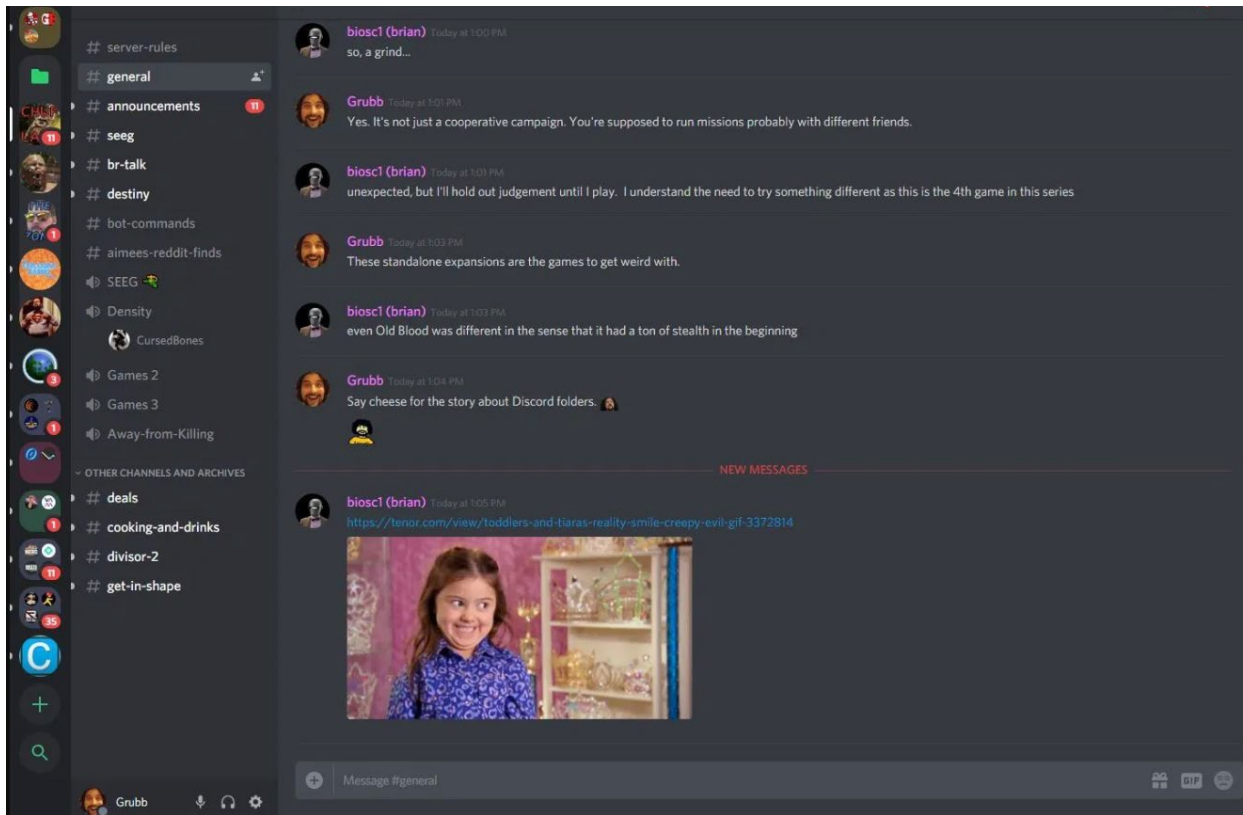 # server-rules
# general
# announcements 11
# seeg
# br-talk
# destiny
# bot-commands
# aimees-reddit-finds
SEEG
Density
CursedBones
Games 2
Games 3
Away-from-Killing
OTHER CHANNELS AND ARCHIVES
# deals
# cooking-and-drinks
# divisor-2
# get-in-shape
Grubb
11
1
3
1
1
11
35
C
biosc1 (brian) Today at 1:00 PM
so, a grind...
Grubb Today at 1:01 PM
Yes. It's not just a cooperative campaign. You're supposed to run missions probably with different friends.
biosc1 (brian) Today at 1:01 PM
unexpected, but I'll hold out judgement until I play. I understand the need to try something different as this is the 4th game in this series
Grubb Today at 1:03 PM
These standalone expansions are the games to get weird with.
biosc1 (brian) Today at 1:03 PM
even Old Blood was different in the sense that it had a ton of stealth in the beginning
Grubb Today at 1:04 PM
Say cheese for the story about Discord folders.
NEW MESSAGES
biosc1 (brian) Today at 1:05 PM
https://tenor.com/view/toddlers-and-tiaras-reality-smile-creepy-evil-gif-3372814
Message #general
GIF